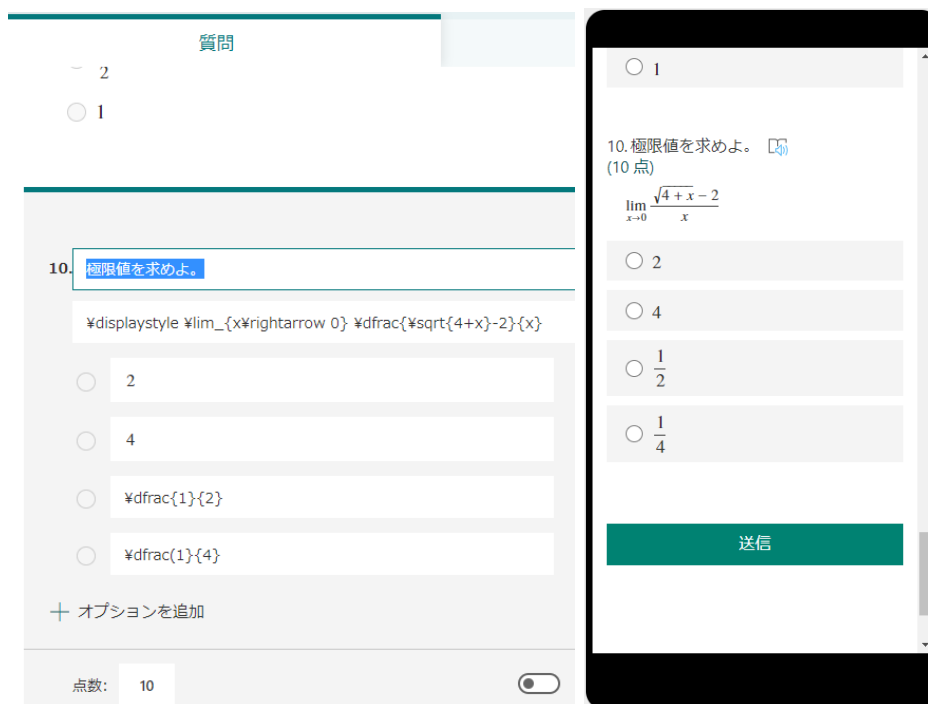 質問
2
1
10. 極限値を求めよ。
¥displaystyle ¥lim_{x¥rightarrow 0} ¥dfrac{¥sqrt{4+x}-2}{x}
2
4
¥dfrac{1}{2}
¥dfrac(1}{4}
オプションを追加
点数: 10
1
10. 極限値を求めよ。
(10 点)
lim x→0 √4 + x − 2 / x
2
4
1/2
1/4
送信